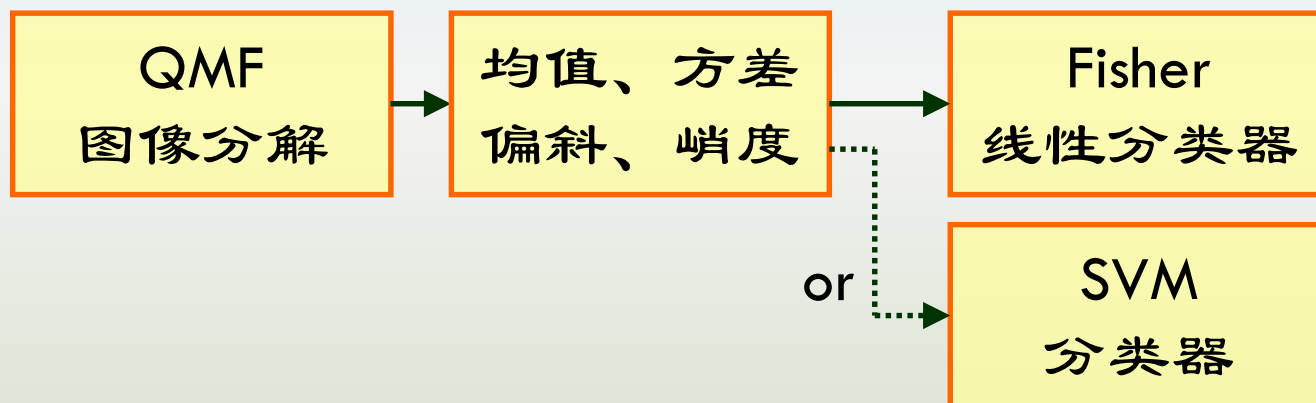 QMF
图像分解
均值、方差
偏斜、峭度
Fisher
线性分类器
or
SVM
分类器